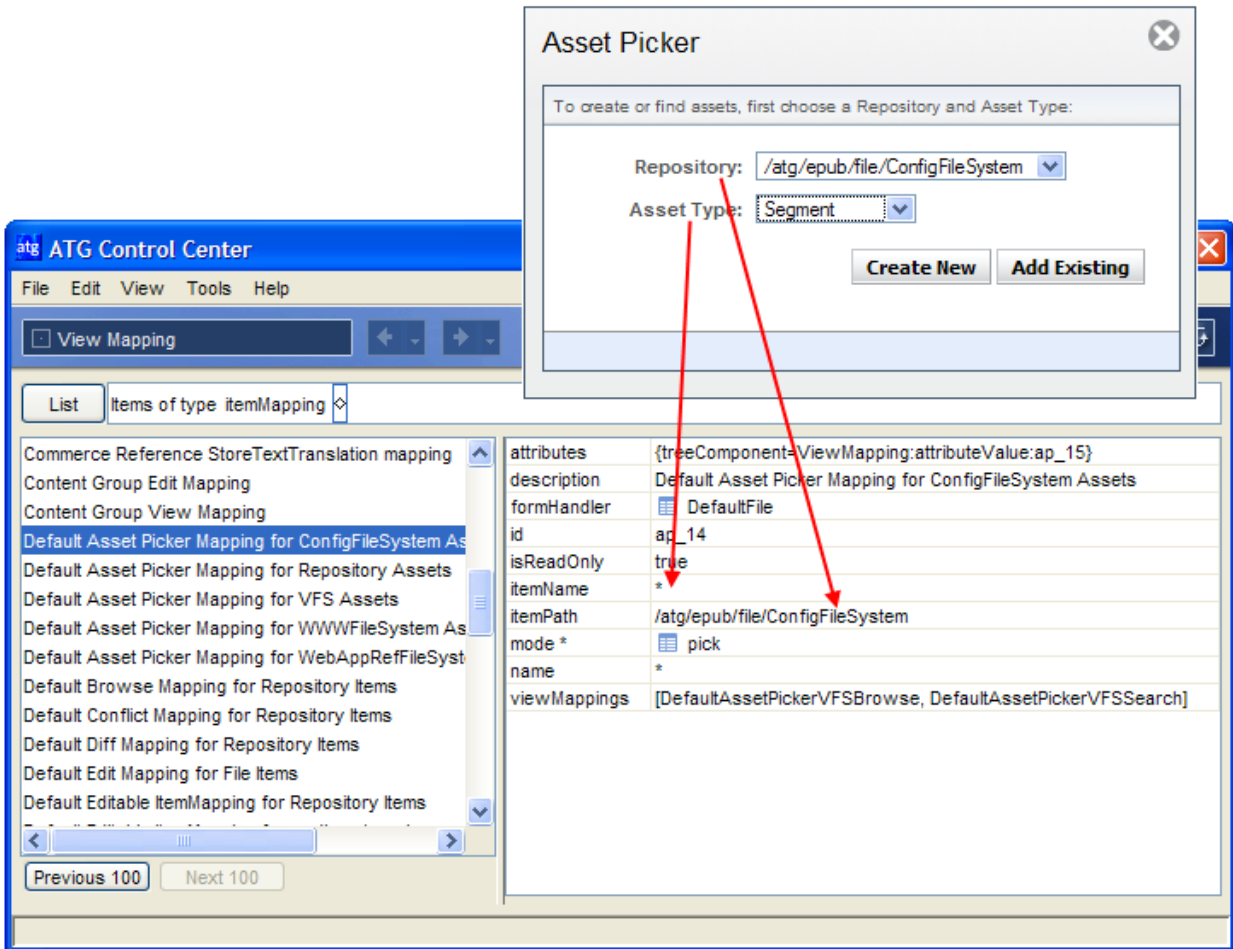 Asset Picker
To create or find assets, first choose a Repository and Asset Type:
Repository: /atg/epub/file/ConfigFileSystem
Asset Type: Segment
Create New Add Existing
atg ATG Control Center
File Edit View Tools Help
View Mapping
List Items of type itemMapping
Commerce Reference StoreTextTranslation mapping
Content Group Edit Mapping
Content Group View Mapping
Default Asset Picker Mapping for ConfigFileSystem As
Default Asset Picker Mapping for Repository Assets
Default Asset Picker Mapping for VFS Assets
Default Asset Picker Mapping for WWWFileSystem As
Default Asset Picker Mapping for WebAppRefFileSyst
Default Browse Mapping for Repository Items
Default Conflict Mapping for Repository Items
Default Diff Mapping for Repository Items
Default Edit Mapping for File Items
Default Editable ItemMapping for Repository Items
Previous 100 Next 100
attributes {treeComponent=ViewMapping:attributeValue:ap_15}
description Default Asset Picker Mapping for ConfigFileSystem Assets
formHandler DefaultFile
id ap_14
isReadOnly true
itemName *
itemPath /atg/epub/file/ConfigFileSystem
mode * pick
name *
viewMappings [DefaultAssetPickerVFSBrowse, DefaultAssetPickerVFSSearch]